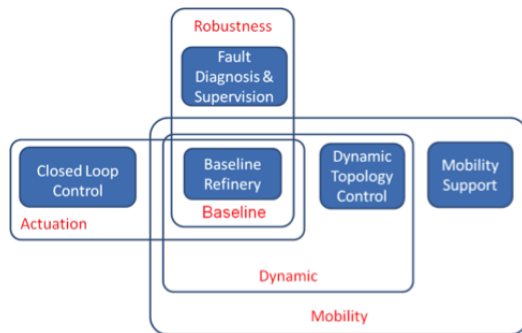 Robustness
Fault
Diagnosis &
Supervision
Closed Loop
Control
Baseline
Refinery
Dynamic
Topology
Control
Mobility
Support
Baseline
Actuation
Dynamic
Mobility